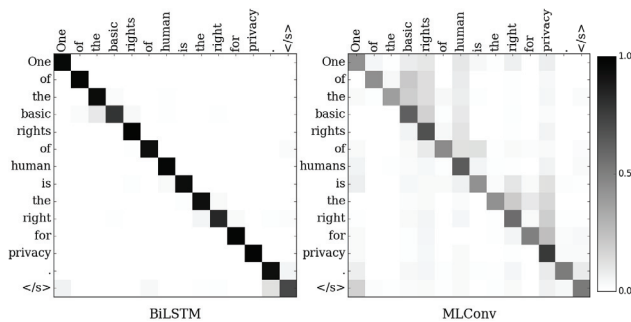 One of the basic rights of human is the right for privacy . </s>
One of the basic rights of human is the right for privacy . </s>
One
of
the
basic
rights
of
human
is
the
right
for
privacy
.
</s>
BiLSTM
One
of
the
basic
rights
of
humans
is
the
right
for
privacy
.
</s>
MLConv
1.0
0.5
0.0